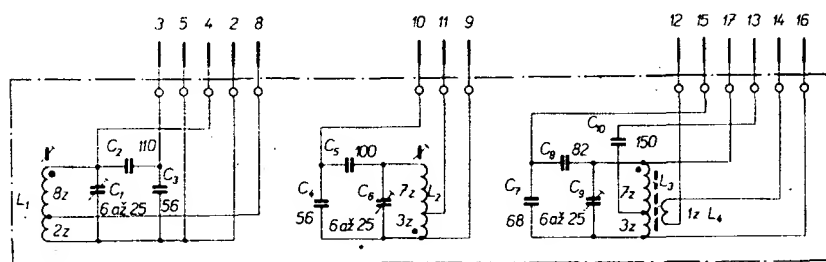 3 5 4 2 8 10 11 9 12 15 17 13 14 16
C2 110
C5 100
C8 82
C10 150
L1 8z C1 C3 C4 C6 7z L2 C7 C9 7z L3
6 až 25 56 56 6 až 25 68 6 až 25
2z 3z 3z 1z L4